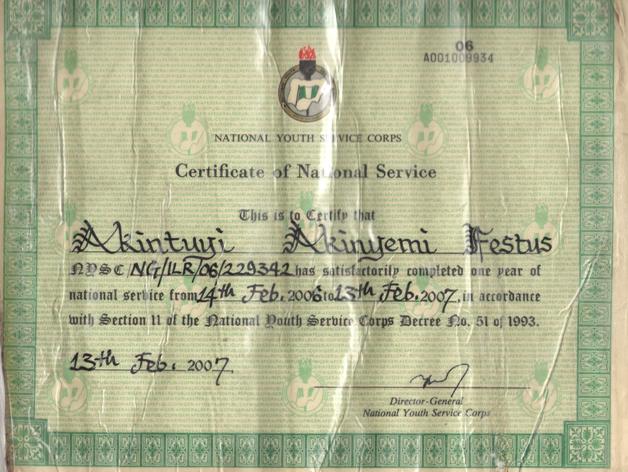 06
A001009934
NATIONAL YOUTH SERVICE CORPS
Certificate of National Service
This is to Certify that
Akintuyi Akinyemi Festus
NYSC NG/ILR/06/229342 has satisfactorily completed one year of
national service from 14th Feb. 2006 to 13th Feb. 2007, in accordance
with Section 11 of the National Youth Service Corps Decree No. 51 of 1993.
13th Feb. 2007.
Director-General
National Youth Service Corps